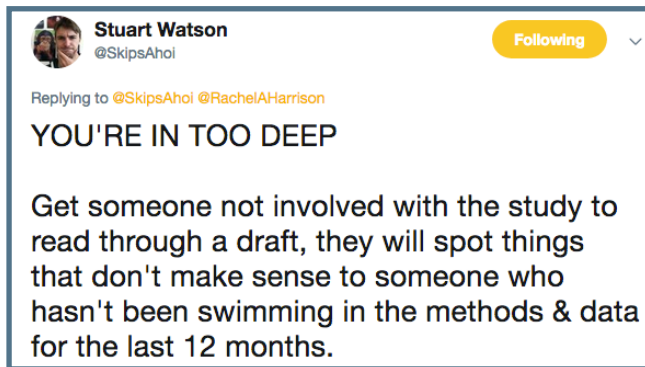 Stuart Watson
@SkipsAhoi
Following
Replying to @SkipsAhoi @RachelAHarrison
YOU'RE IN TOO DEEP
Get someone not involved with the study to
read through a draft, they will spot things
that don't make sense to someone who
hasn't been swimming in the methods & data
for the last 12 months.